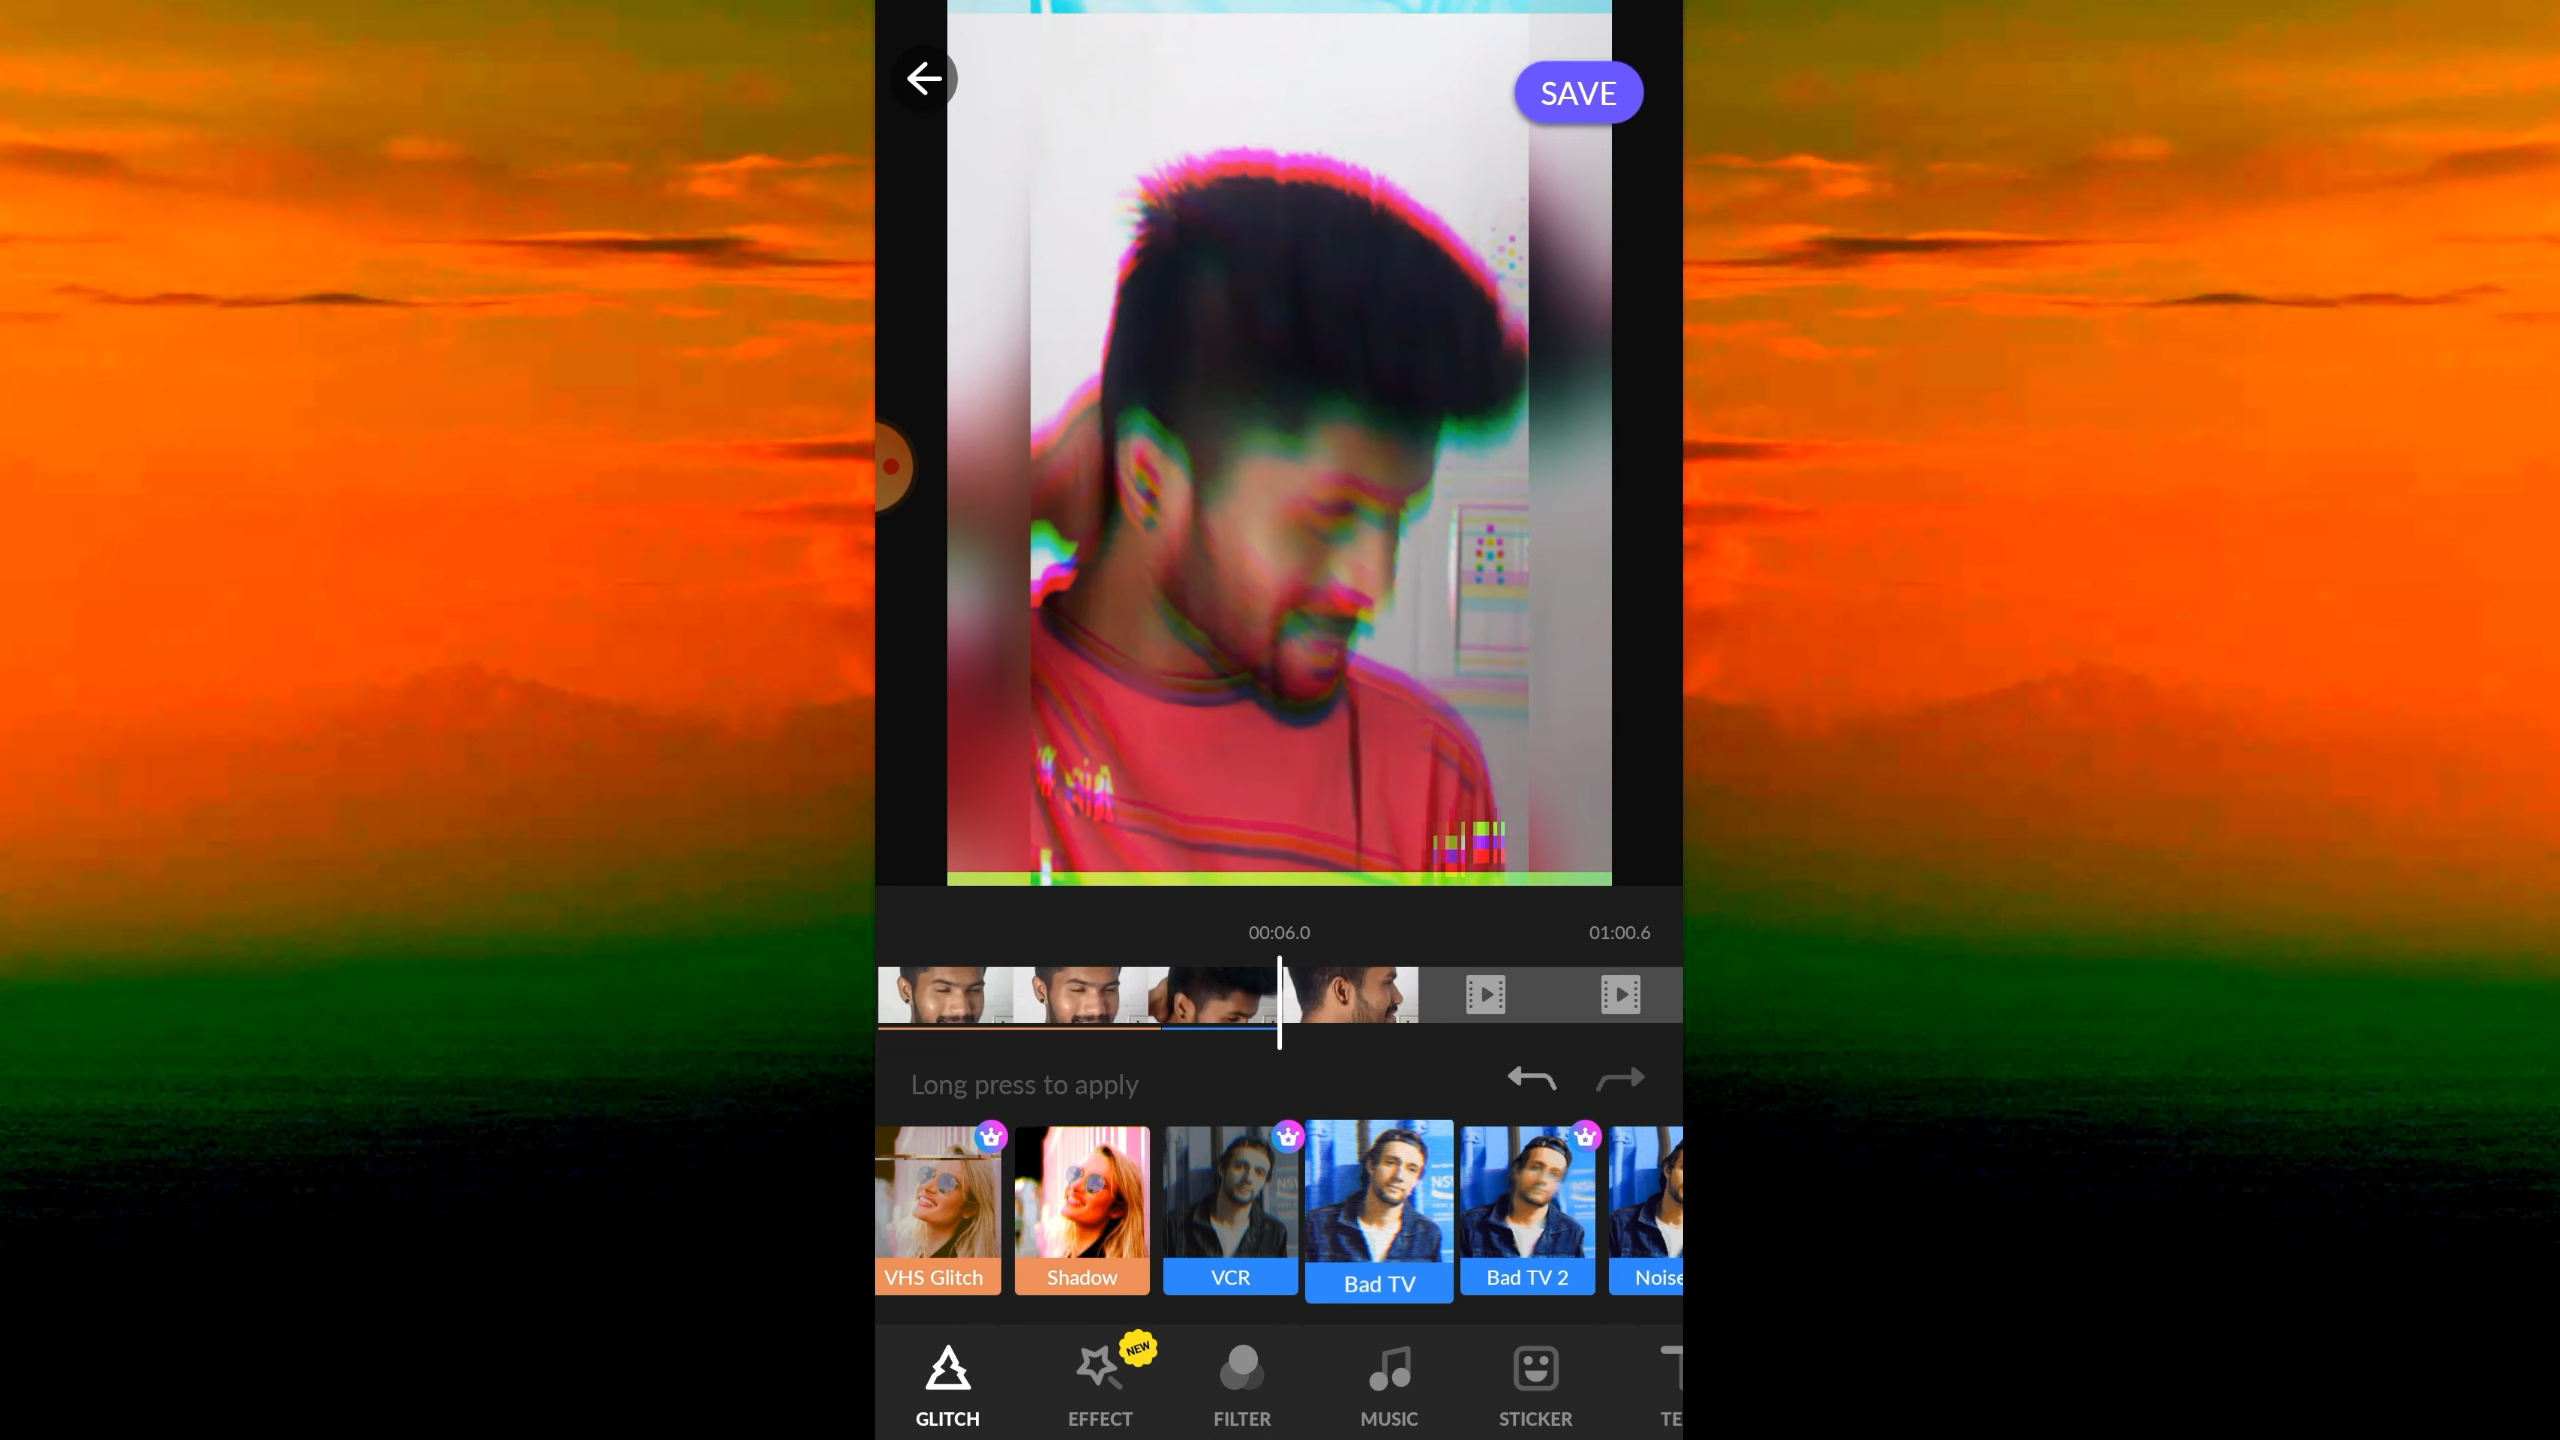 SAVE
00:06.0
01:00.6
Long press to apply
VHS Glitch
Shadow
VCR
Bad TV
Bad TV 2
Noise
NEW
GLITCH
EFFECT
FILTER
MUSIC
STICKER
TE